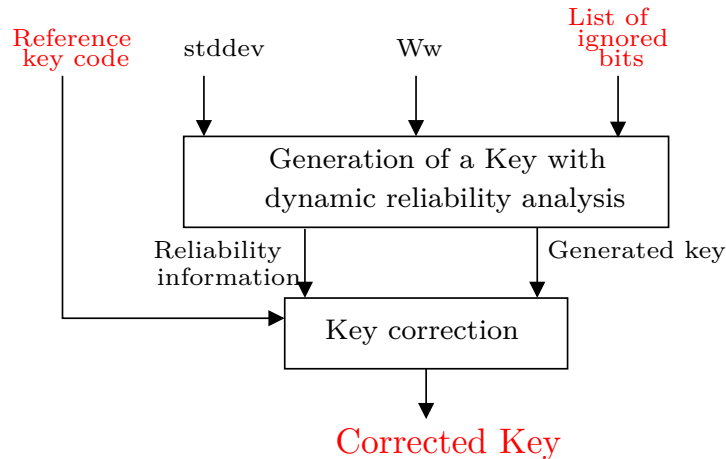 Reference
key code
stddev
Ww
List of
ignored
bits
Generation of a Key with
dynamic reliability analysis
Reliability
information
Generated key
Key correction
Corrected Key